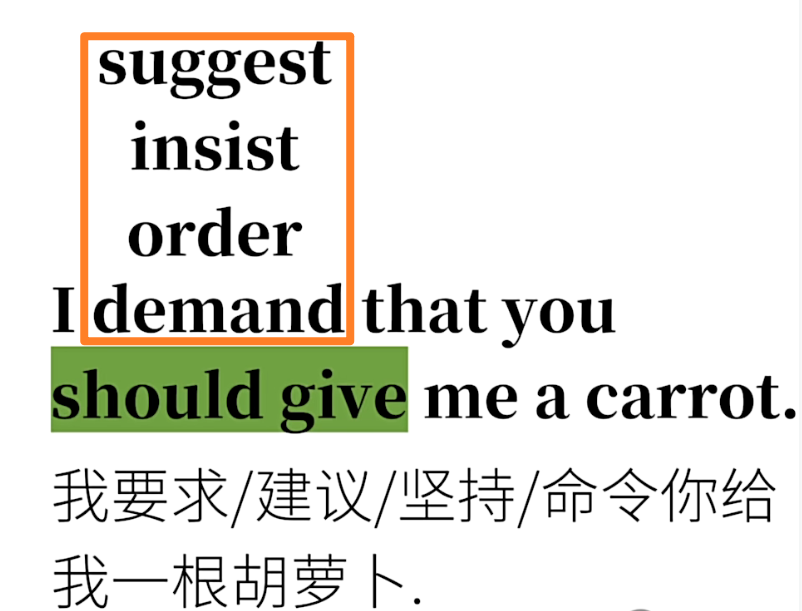 suggest
insist
order
I demand that you
should give me a carrot.
我要求/建议/坚持/命令你给
我一根胡萝卜.